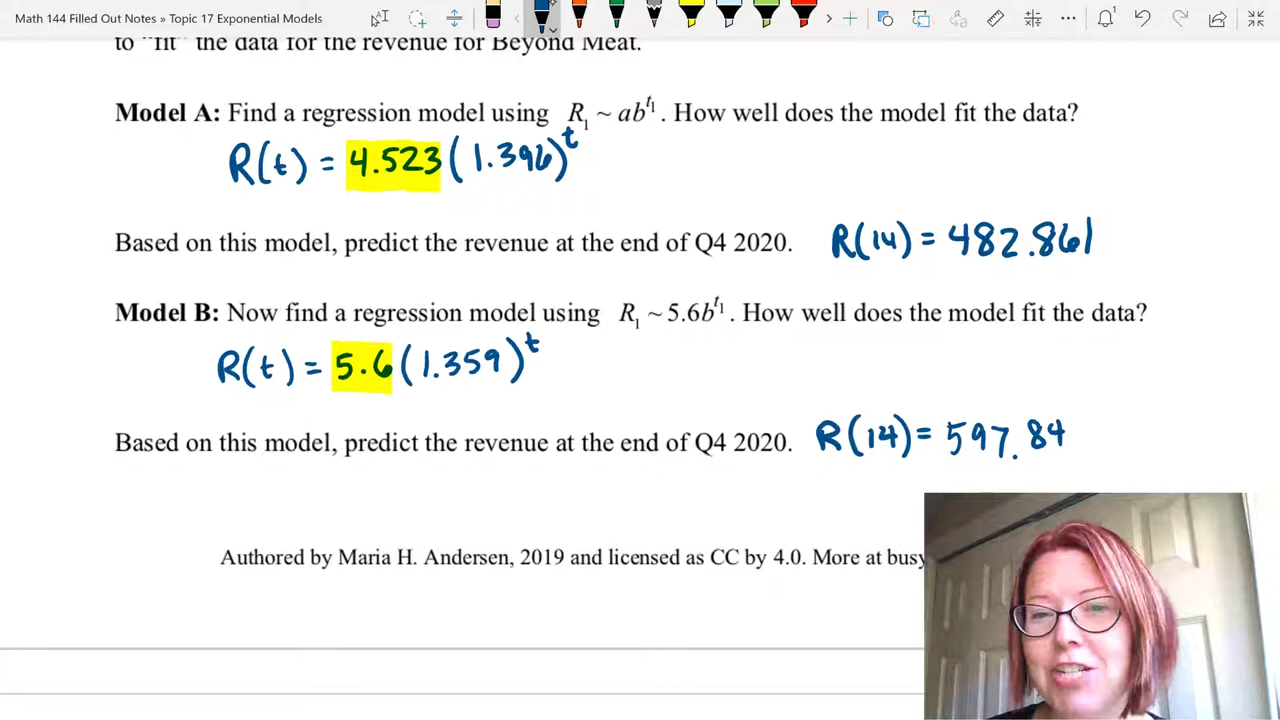 Math 144 Filled Out Notes » Topic 17 Exponential Models
to "fit" the data for the revenue for Beyond Meat.
Model A: Find a regression model using R₁ ~ ab^t₁. How well does the model fit the data?
R(t) = 4.523(1.396)^t
Based on this model, predict the revenue at the end of Q4 2020. R(14) = 482.861
Model B: Now find a regression model using R₁ ~ 5.6b^t₁. How well does the model fit the data?
R(t) = 5.6(1.359)^t
Based on this model, predict the revenue at the end of Q4 2020. R(14) = 597.84
Authored by Maria H. Andersen, 2019 and licensed as CC by 4.0. More at busy